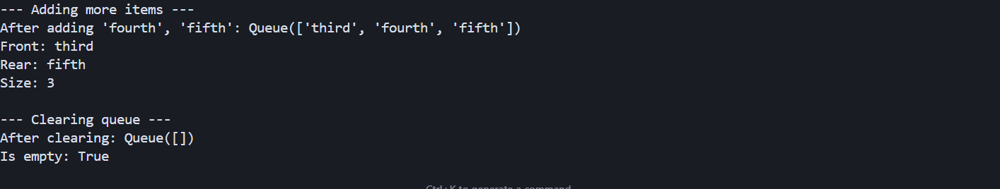 --- Adding more items ---
After adding 'fourth', 'fifth': Queue(['third', 'fourth', 'fifth'])
Front: third
Rear: fifth
Size: 3
--- Clearing queue ---
After clearing: Queue([])
Is empty: True
Ctrl+K to generate a command